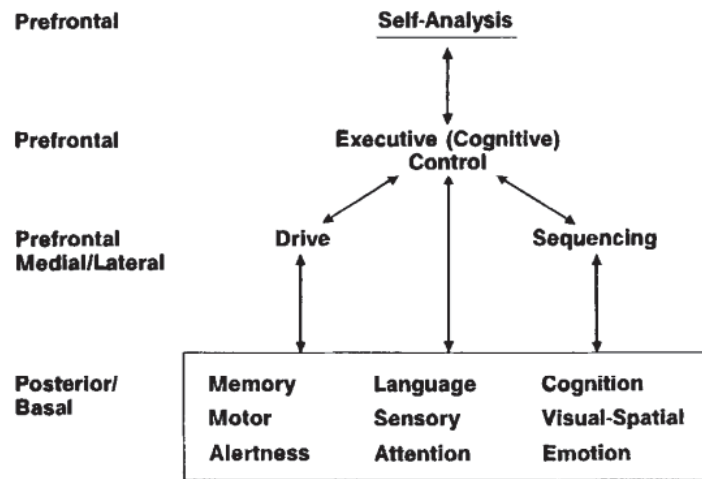 Prefrontal Self-Analysis
Prefrontal Executive (Cognitive)
Control
Prefrontal Drive Sequencing
Medial/Lateral
Posterior/ Memory Language Cognition
Basal Motor Sensory Visual-Spatial
Alertness Attention Emotion